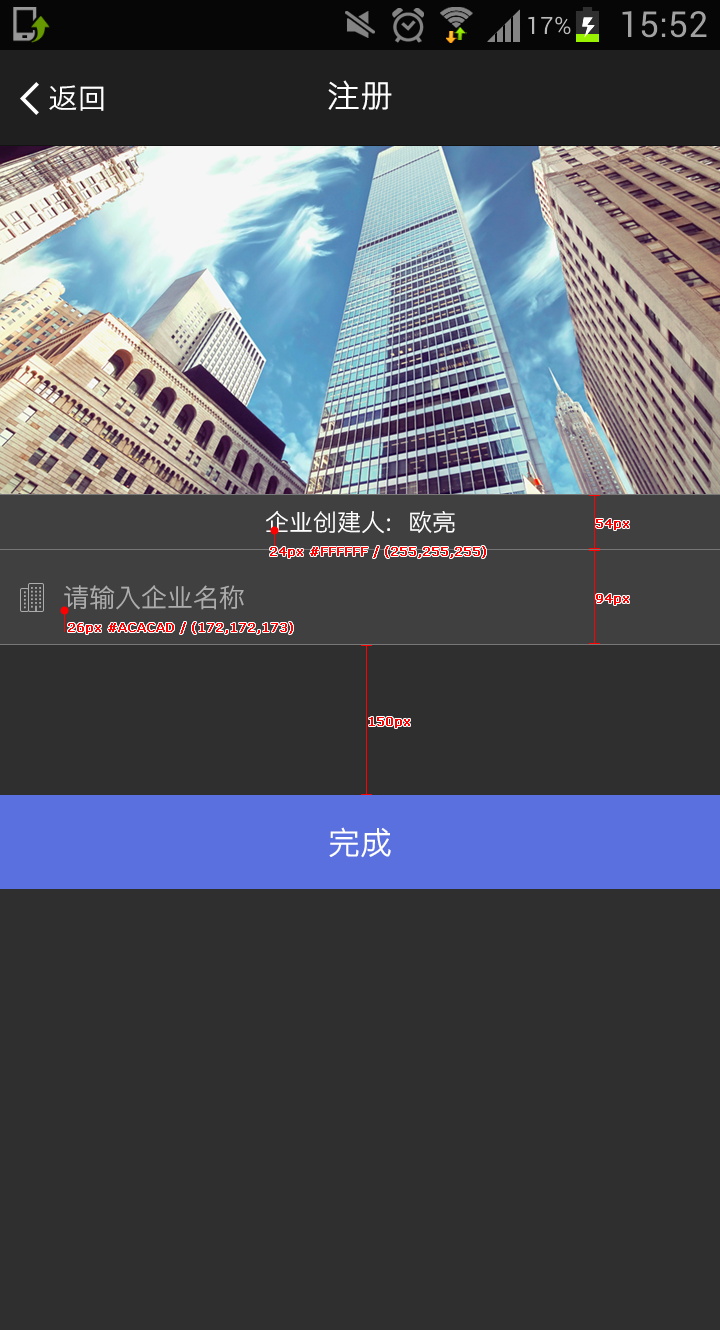 17% 15:52
返回 注册
企业创建人: 欧亮
54px
24px #FFFFFF / (255,255,255)
请输入企业名称
94px
26px #ACACAD / (172,172,173)
150px
完成